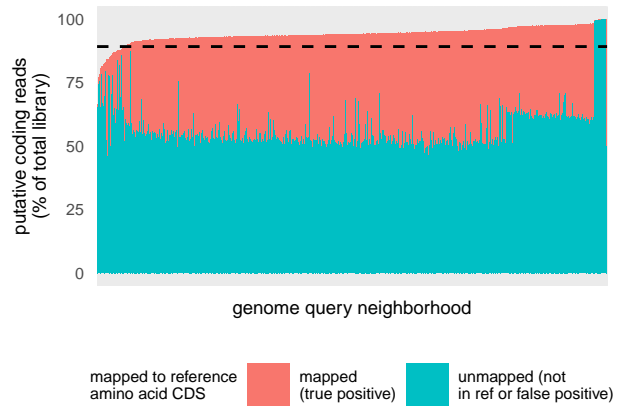 putative coding reads
(% of total library)
100
75
50
25
0
genome query neighborhood
mapped to reference
amino acid CDS
mapped
(true positive)
unmapped (not
in ref or false positive)